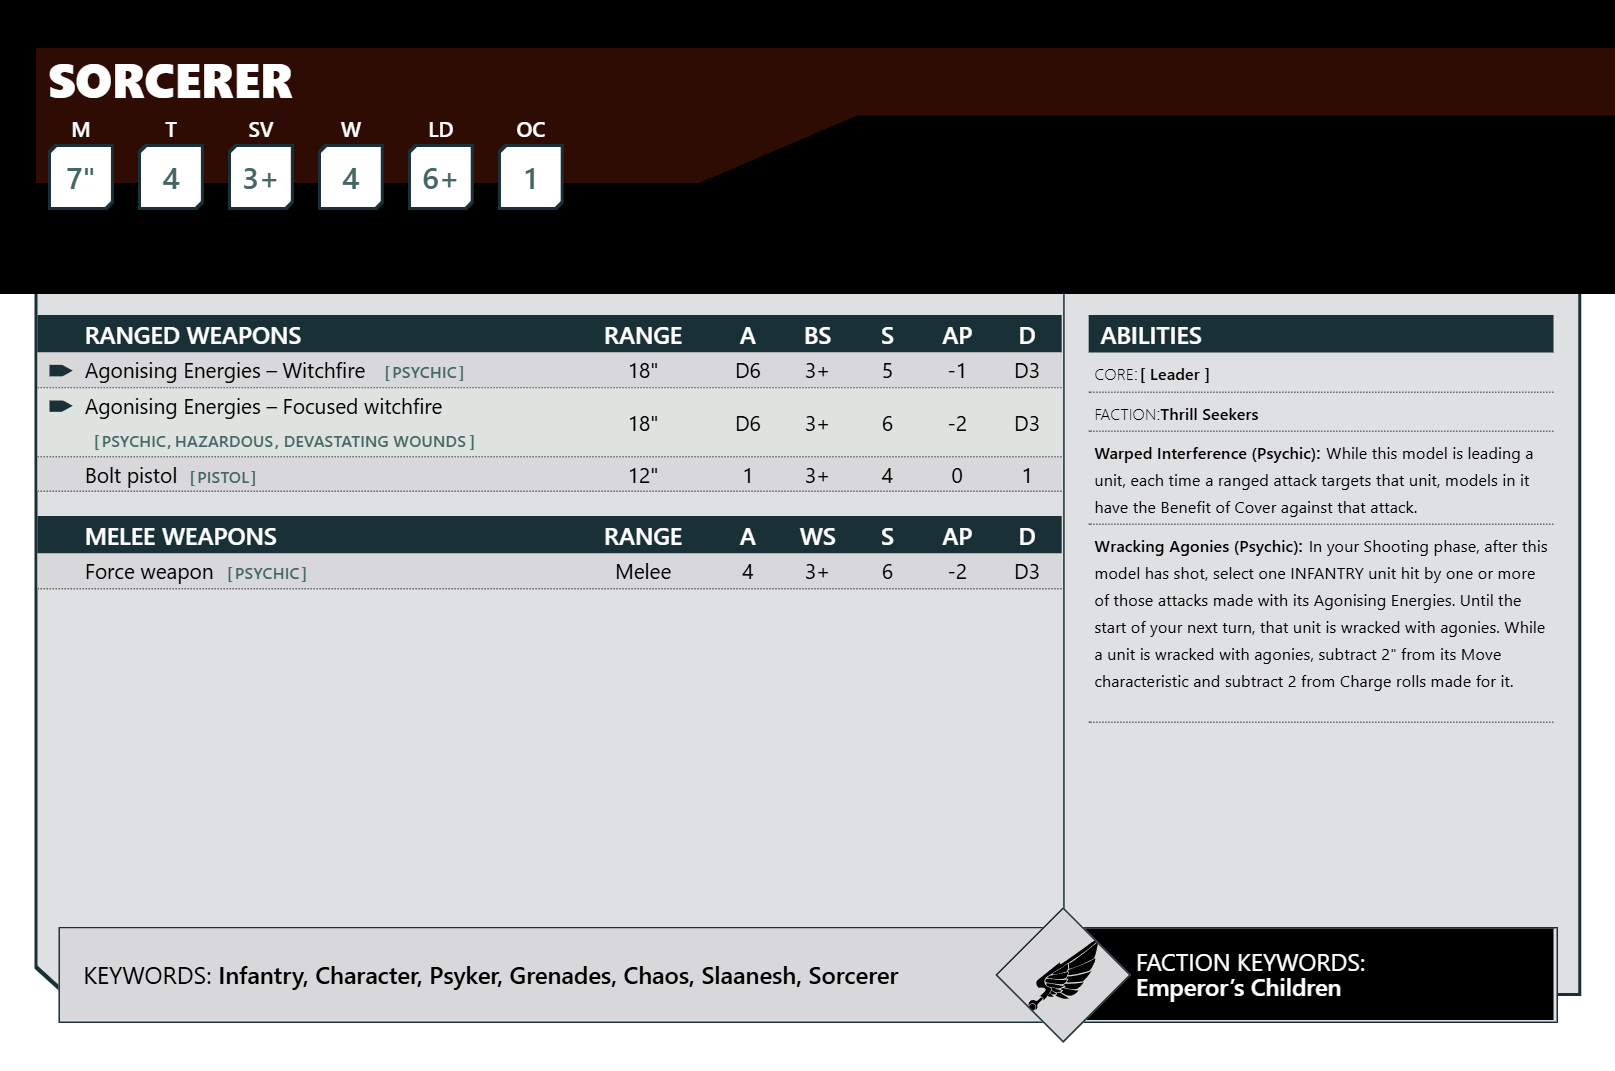 SORCERER
M T SV W LD OC
7" 4 3+ 4 6+ 1
RANGED WEAPONS RANGE A BS S AP D
Agonising Energies – Witchfire [PSYCHIC] 18" D6 3+ 5 -1 D3
Agonising Energies – Focused witchfire
[PSYCHIC, HAZARDOUS, DEVASTATING WOUNDS] 18" D6 3+ 6 -2 D3
Bolt pistol [PISTOL] 12" 1 3+ 4 0 1
MELEE WEAPONS RANGE A WS S AP D
Force weapon [PSYCHIC] Melee 4 3+ 6 -2 D3
ABILITIES
CORE:[ Leader ]
FACTION:Thrill Seekers
Warped Interference (Psychic): While this model is leading a
unit, each time a ranged attack targets that unit, models in it
have the Benefit of Cover against that attack.
Wracking Agonies (Psychic): In your Shooting phase, after this
model has shot, select one INFANTRY unit hit by one or more
of those attacks made with its Agonising Energies. Until the
start of your next turn, that unit is wracked with agonies. While
a unit is wracked with agonies, subtract 2" from its Move
characteristic and subtract 2 from Charge rolls made for it.
KEYWORDS: Infantry, Character, Psyker, Grenades, Chaos, Slaanesh, Sorcerer
FACTION KEYWORDS:
Emperor’s Children